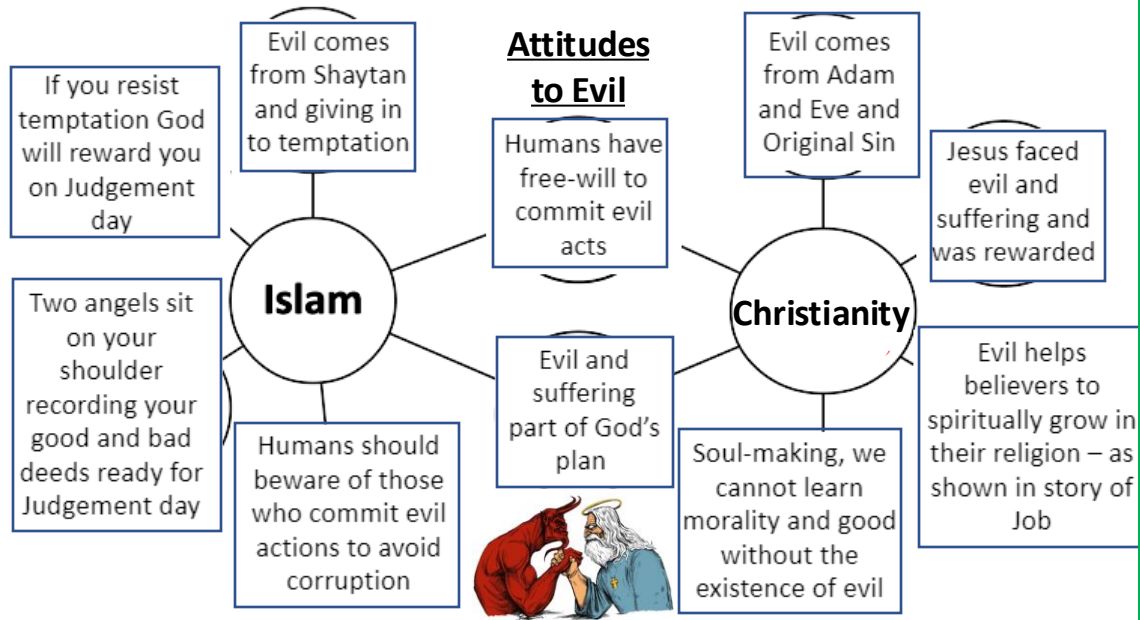 Attitudes
to Evil
If you resist
temptation God
will reward you
on Judgement
day
Evil comes
from Shaytan
and giving in
to temptation
Humans have
free-will to
commit evil
acts
Evil comes
from Adam
and Eve and
Original Sin
Jesus faced
evil and
suffering and
was rewarded
Islam
Christianity
Two angels sit
on your
shoulder
recording your
good and bad
deeds ready for
Judgement day
Humans should
beware of those
who commit evil
actions to avoid
corruption
Evil and
suffering
part of God’s
plan
Soul-making, we
cannot learn
morality and good
without the
existence of evil
Evil helps
believers to
spiritually grow in
their religion – as
shown in story of
Job